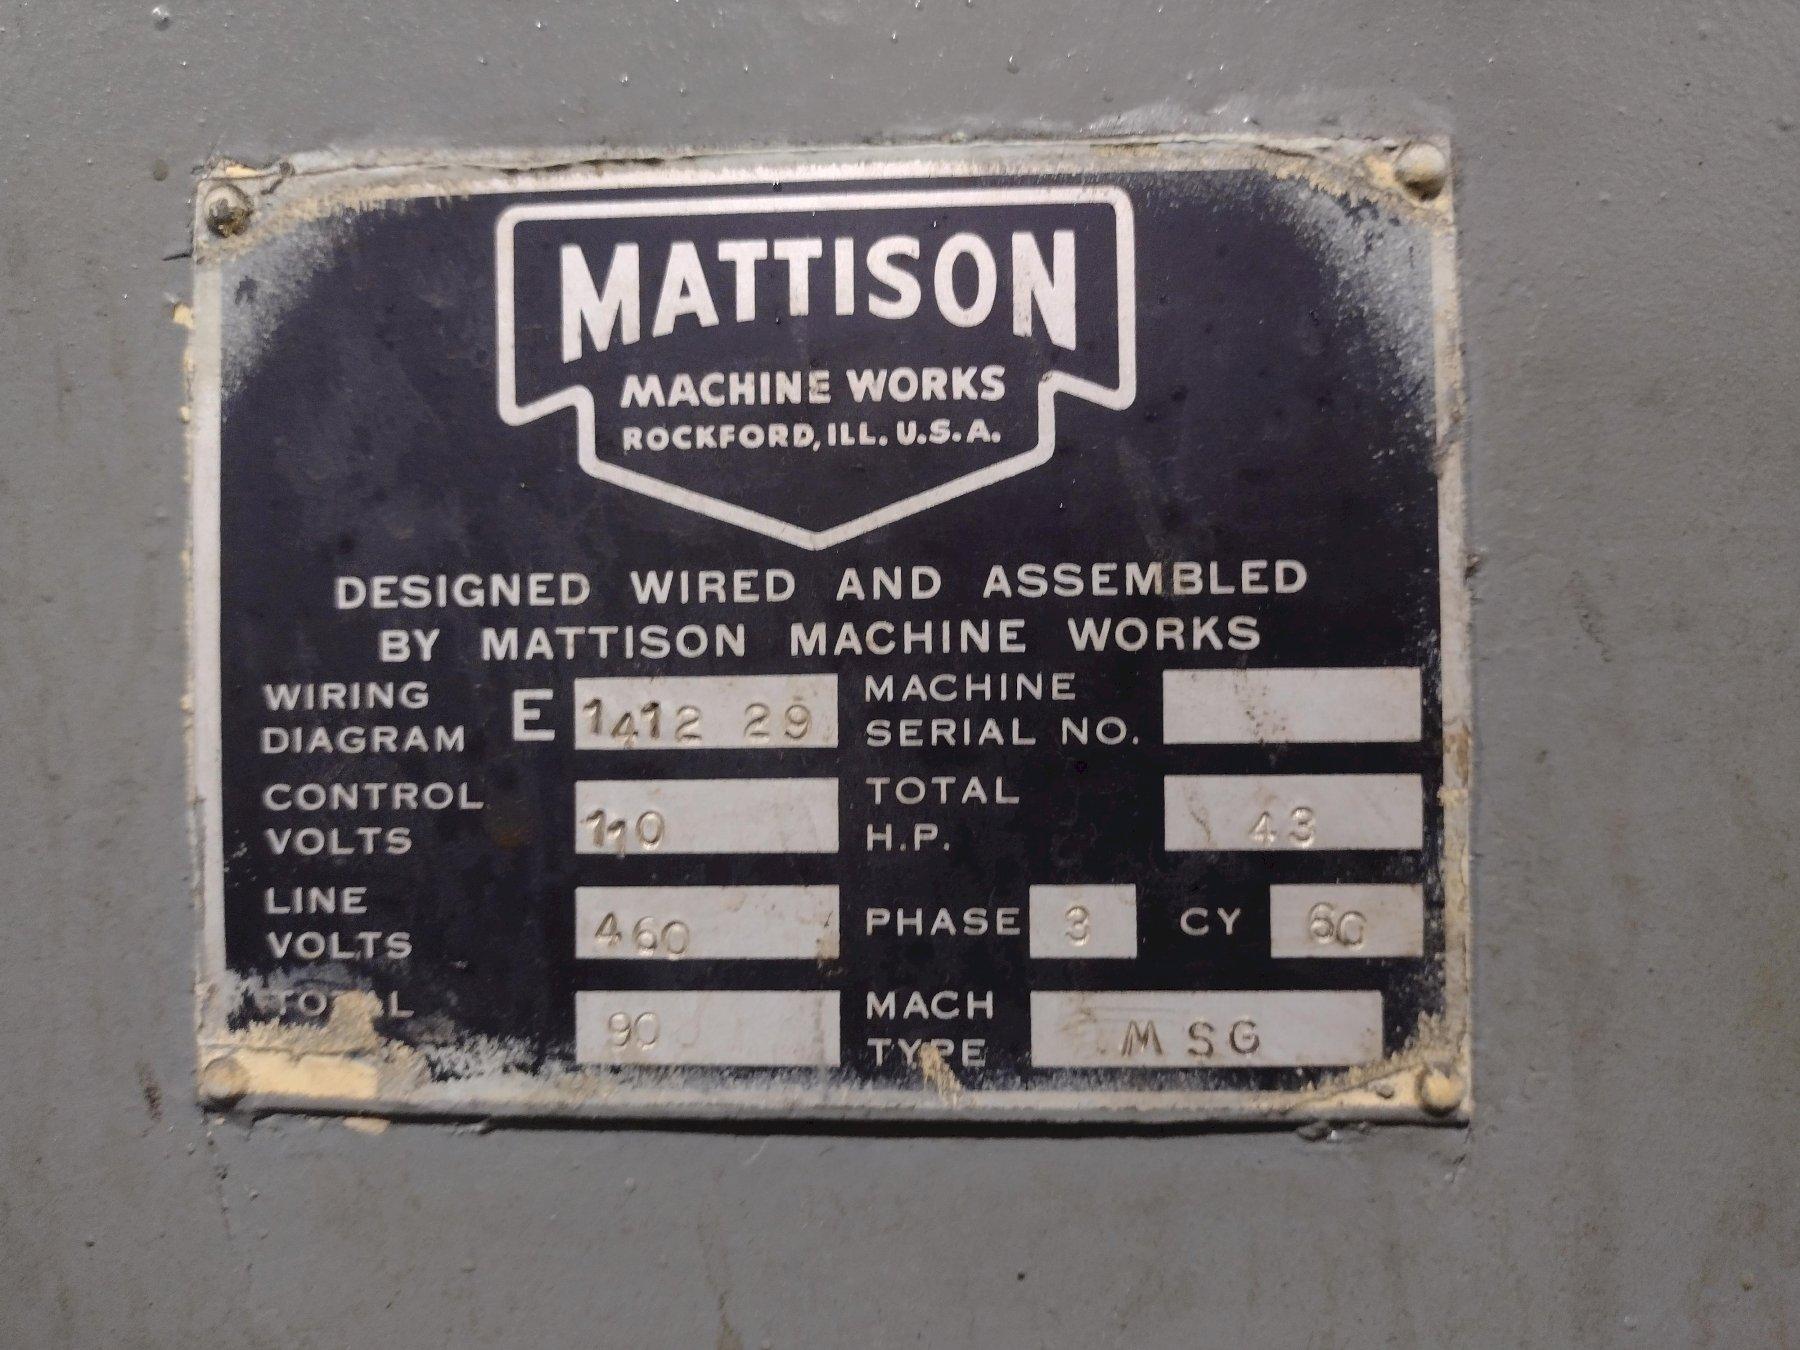 MATTISON
MACHINE WORKS
ROCKFORD, ILL. U.S.A.
DESIGNED WIRED AND ASSEMBLED
BY MATTISON MACHINE WORKS
WIRING DIAGRAM E 1412 29
MACHINE SERIAL NO.
CONTROL VOLTS 110
TOTAL H.P. 43
LINE VOLTS 460
PHASE 3 CY 60
TOTAL 90
MACH TYPE MSG